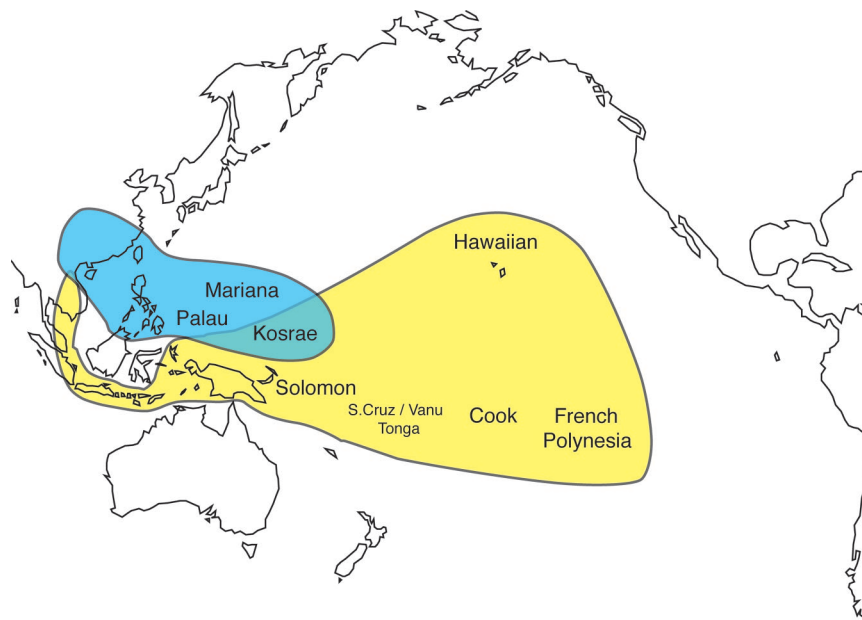 Hawaiian
Mariana
Palau
Kosrae
Solomon
S.Cruz / Vanu
Tonga
Cook
French
Polynesia